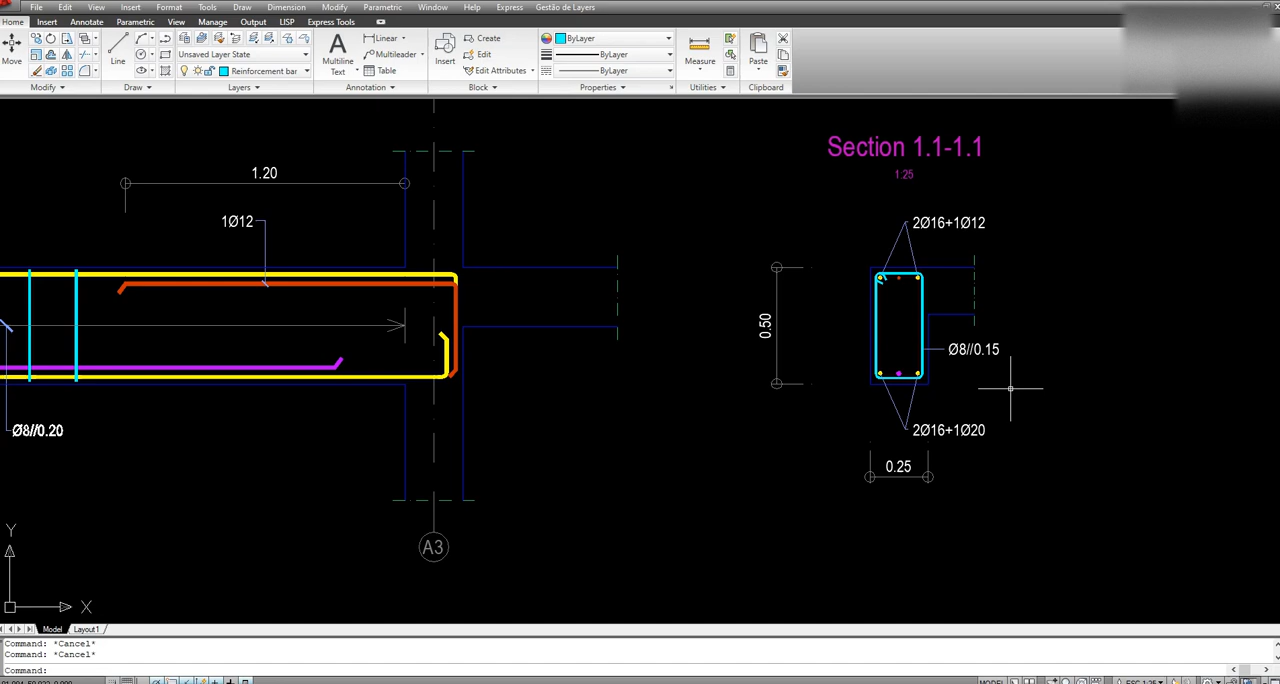 File Edit View Insert Format Tools Draw Dimension Modify Parametric Window Help Express Gestão de Layers
Home Insert Annotate Parametric View Manage Output LISP Express Tools
Move
Line
Unsaved Layer State
Reinforcement bar
Multiline
Text
Linear
Multileader
Table
Insert
Create
Edit
Edit Attributes
ByLayer
ByLayer
ByLayer
Measure
Paste
Modify Draw Layers Annotation Block Properties Utilities Clipboard
Section 1.1-1.1
1.25
1.20
1Ø12
2Ø16+1Ø12
0.50
Ø8//0.15
Ø8//0.20
2Ø16+1Ø20
0.25
A3
Y
X
Model Layout1
Command: *Cancel*
Command: *Cancel*
Command: